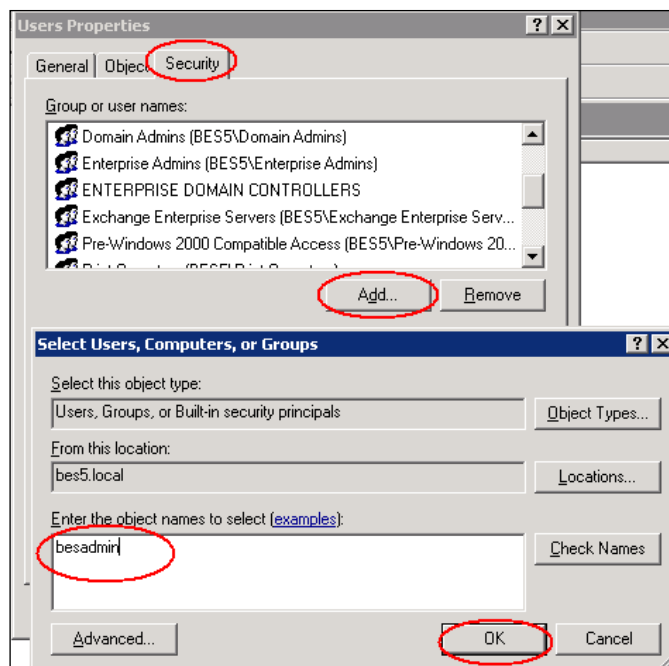 Users Properties
General Object Security
Group or user names:
Domain Admins (BES5\Domain Admins)
Enterprise Admins (BES5\Enterprise Admins)
ENTERPRISE DOMAIN CONTROLLERS
Exchange Enterprise Servers (BES5\Exchange Enterprise Serv...
Pre-Windows 2000 Compatible Access (BES5\Pre-Windows 20...
Add... Remove
Select Users, Computers, or Groups
Select this object type:
Users, Groups, or Built-in security principals
Object Types...
From this location:
bes5.local
Locations...
Enter the object names to select (examples):
besadmin
Check Names
Advanced... OK Cancel